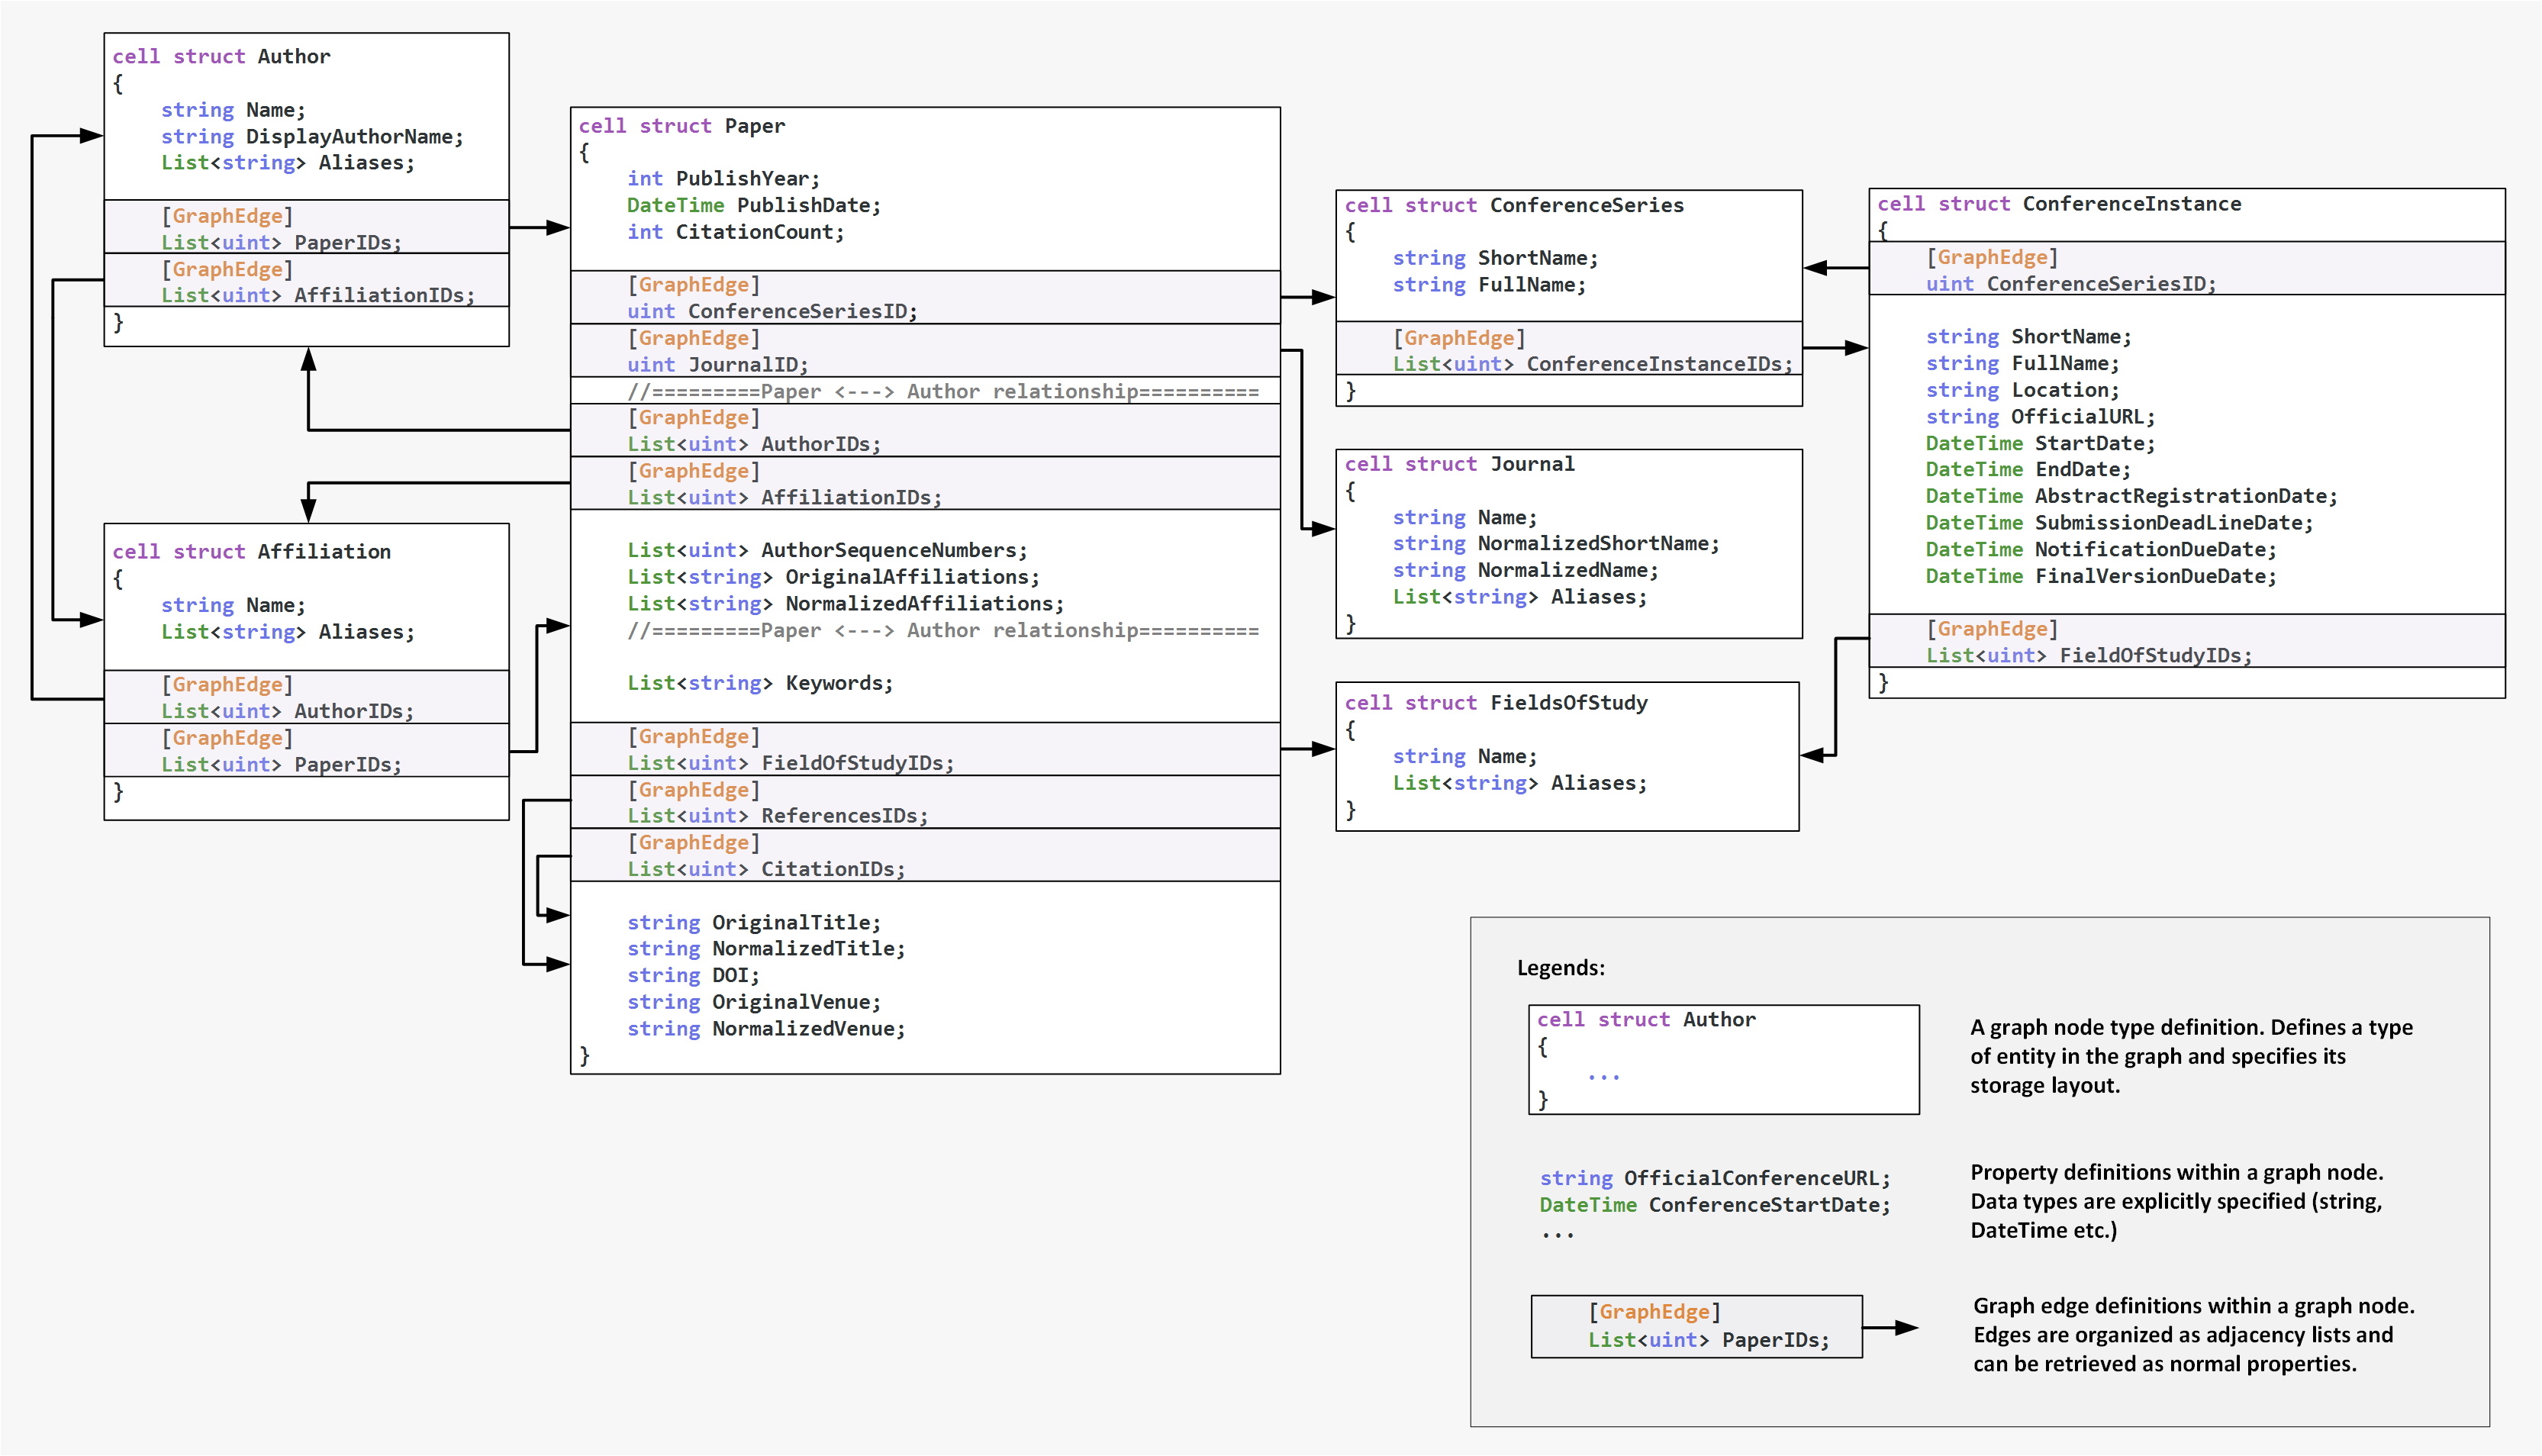 cell struct Author
{
string Name;
string DisplayAuthorName;
List<string> Aliases;
[GraphEdge]
List<uint> PaperIDs;
[GraphEdge]
List<uint> AffiliationIDs;
}
cell struct Affiliation
{
string Name;
List<string> Aliases;
[GraphEdge]
List<uint> AuthorIDs;
[GraphEdge]
List<uint> PaperIDs;
}
cell struct Paper
{
int PublishYear;
DateTime PublishDate;
int CitationCount;
[GraphEdge]
uint ConferenceSeriesID;
[GraphEdge]
uint JournalID;
//=========Paper <---> Author relationship==========
[GraphEdge]
List<uint> AuthorIDs;
[GraphEdge]
List<uint> AffiliationIDs;
List<uint> AuthorSequenceNumbers;
List<string> OriginalAffiliations;
List<string> NormalizedAffiliations;
//=========Paper <---> Author relationship==========
List<string> Keywords;
[GraphEdge]
List<uint> FieldOfStudyIDs;
[GraphEdge]
List<uint> ReferencesIDs;
[GraphEdge]
List<uint> CitationIDs;
string OriginalTitle;
string NormalizedTitle;
string DOI;
string OriginalVenue;
string NormalizedVenue;
}
cell struct ConferenceSeries
{
string ShortName;
string FullName;
[GraphEdge]
List<uint> ConferenceInstanceIDs;
}
cell struct Journal
{
string Name;
string NormalizedShortName;
string NormalizedName;
List<string> Aliases;
}
cell struct FieldsOfStudy
{
string Name;
List<string> Aliases;
}
cell struct ConferenceInstance
{
[GraphEdge]
uint ConferenceSeriesID;
string ShortName;
string FullName;
string Location;
string OfficialURL;
DateTime StartDate;
DateTime EndDate;
DateTime AbstractRegistrationDate;
DateTime SubmissionDeadLineDate;
DateTime NotificationDueDate;
DateTime FinalVersionDueDate;
[GraphEdge]
List<uint> FieldOfStudyIDs;
}
Legends:
cell struct Author
{
...
}
A graph node type definition. Defines a type
of entity in the graph and specifies its
storage layout.
string OfficialConferenceURL;
DateTime ConferenceStartDate;
...
Property definitions within a graph node.
Data types are explicitly specified (string,
DateTime etc.)
[GraphEdge]
List<uint> PaperIDs;
Graph edge definitions within a graph node.
Edges are organized as adjacency lists and
can be retrieved as normal properties.